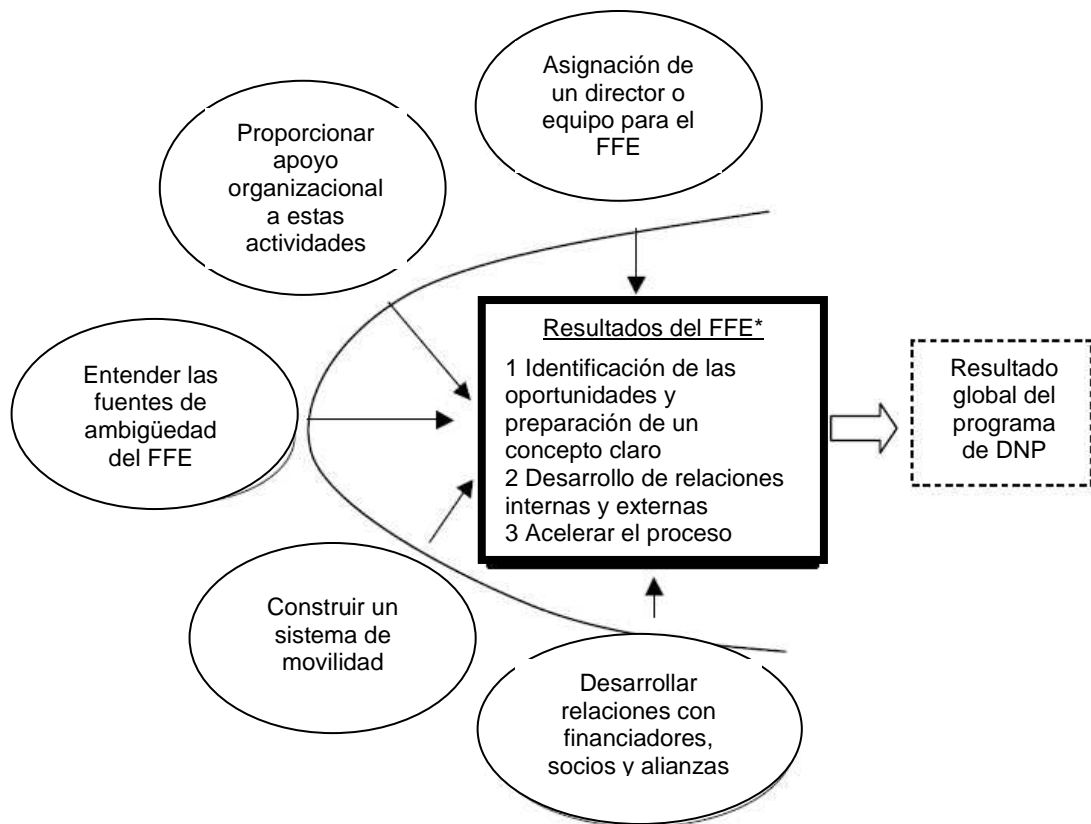 Asignación de
un director o
equipo para el
FFE
Proporcionar
apoyo
organizacional
a estas
actividades
Entender las
fuentes de
ambigüedad
del FFE
Construir un
sistema de
movilidad
Desarrollar
relaciones con
financiadores,
socios y alianzas
Resultados del FFE*
1 Identificación de las
oportunidades y
preparación de un
concepto claro
2 Desarrollo de relaciones
internas y externas
3 Acelerar el proceso
Resultado
global del
programa
de DNP